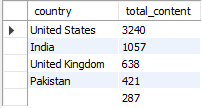 country total_content
United States 3240
India 1057
United Kingdom 638
Pakistan 421
287